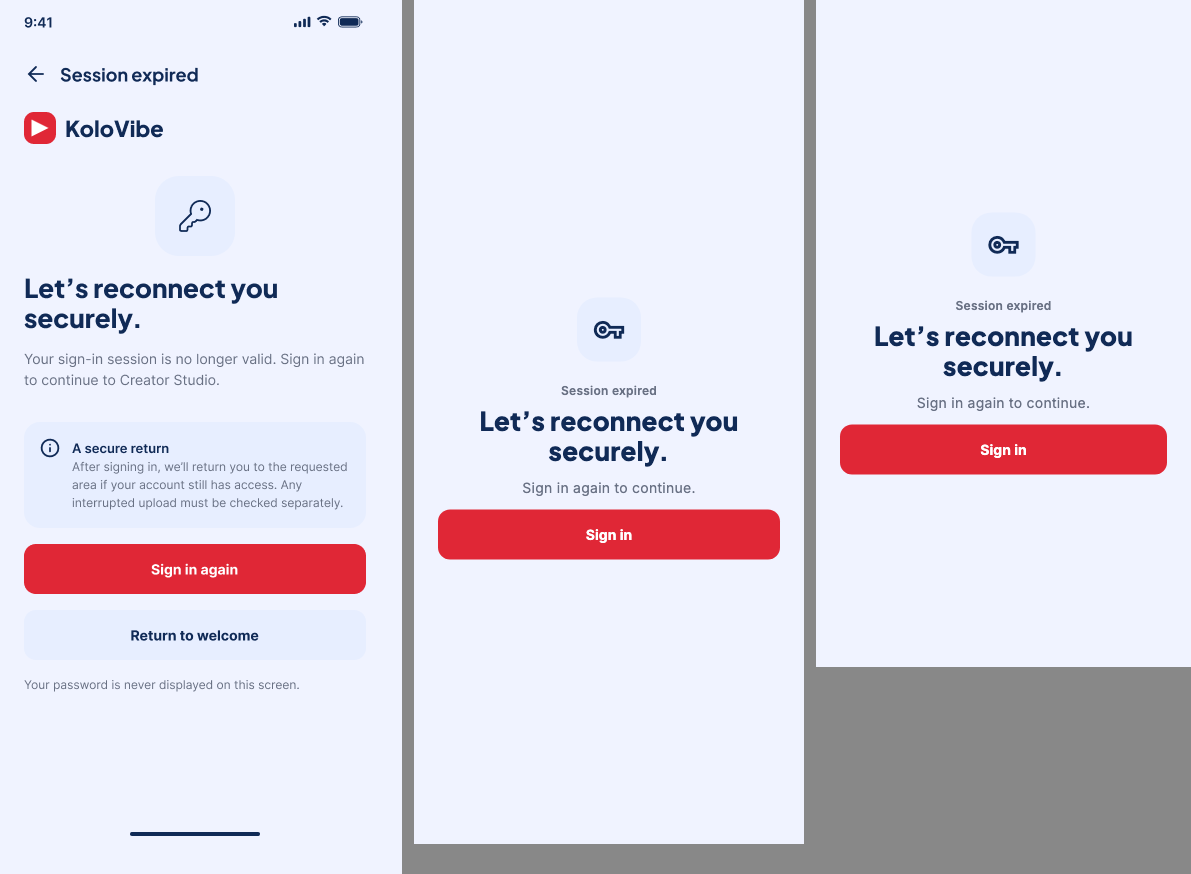 9:41
Session expired
KoloVibe
Let’s reconnect you
securely.
Your sign-in session is no longer valid. Sign in again
to continue to Creator Studio.
A secure return
After signing in, we’ll return you to the requested
area if your account still has access. Any
interrupted upload must be checked separately.
Sign in again
Return to welcome
Your password is never displayed on this screen.
Session expired
Let’s reconnect you
securely.
Sign in again to continue.
Sign in
Session expired
Let’s reconnect you
securely.
Sign in again to continue.
Sign in